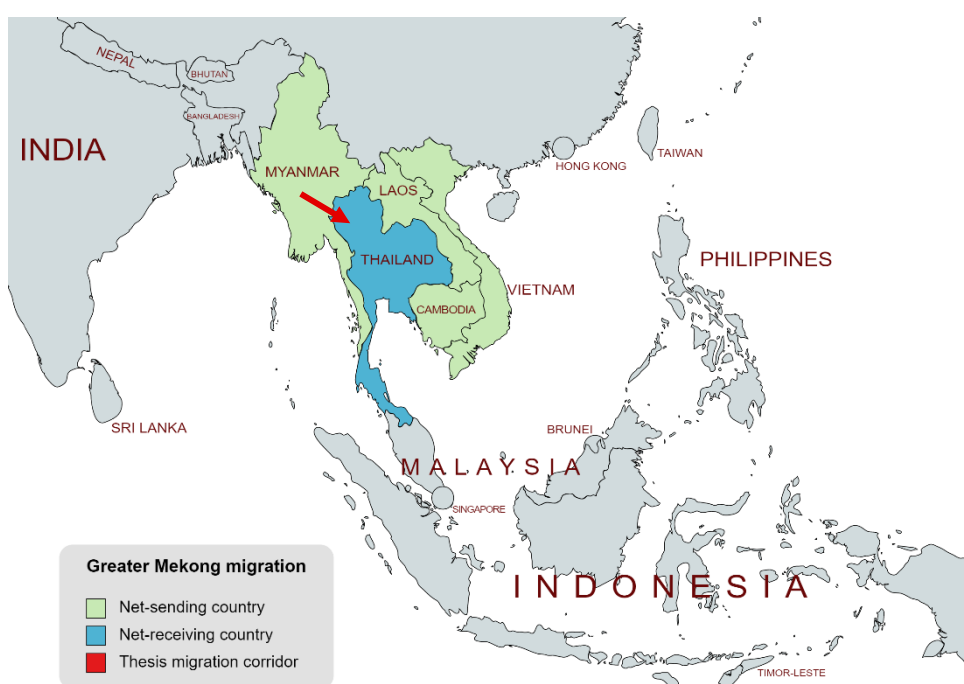 NEPAL
BHUTAN
BANGLADESH
INDIA
TAIWAN
HONG KONG
MYANMAR
LAOS
THAILAND
PHILIPPINES
VIETNAM
CAMBODIA
SRI LANKA
BRUNEI
MALAYSIA
SINGAPORE
INDONESIA
TIMOR-LESTE
Greater Mekong migration
Net-sending country
Net-receiving country
Thesis migration corridor